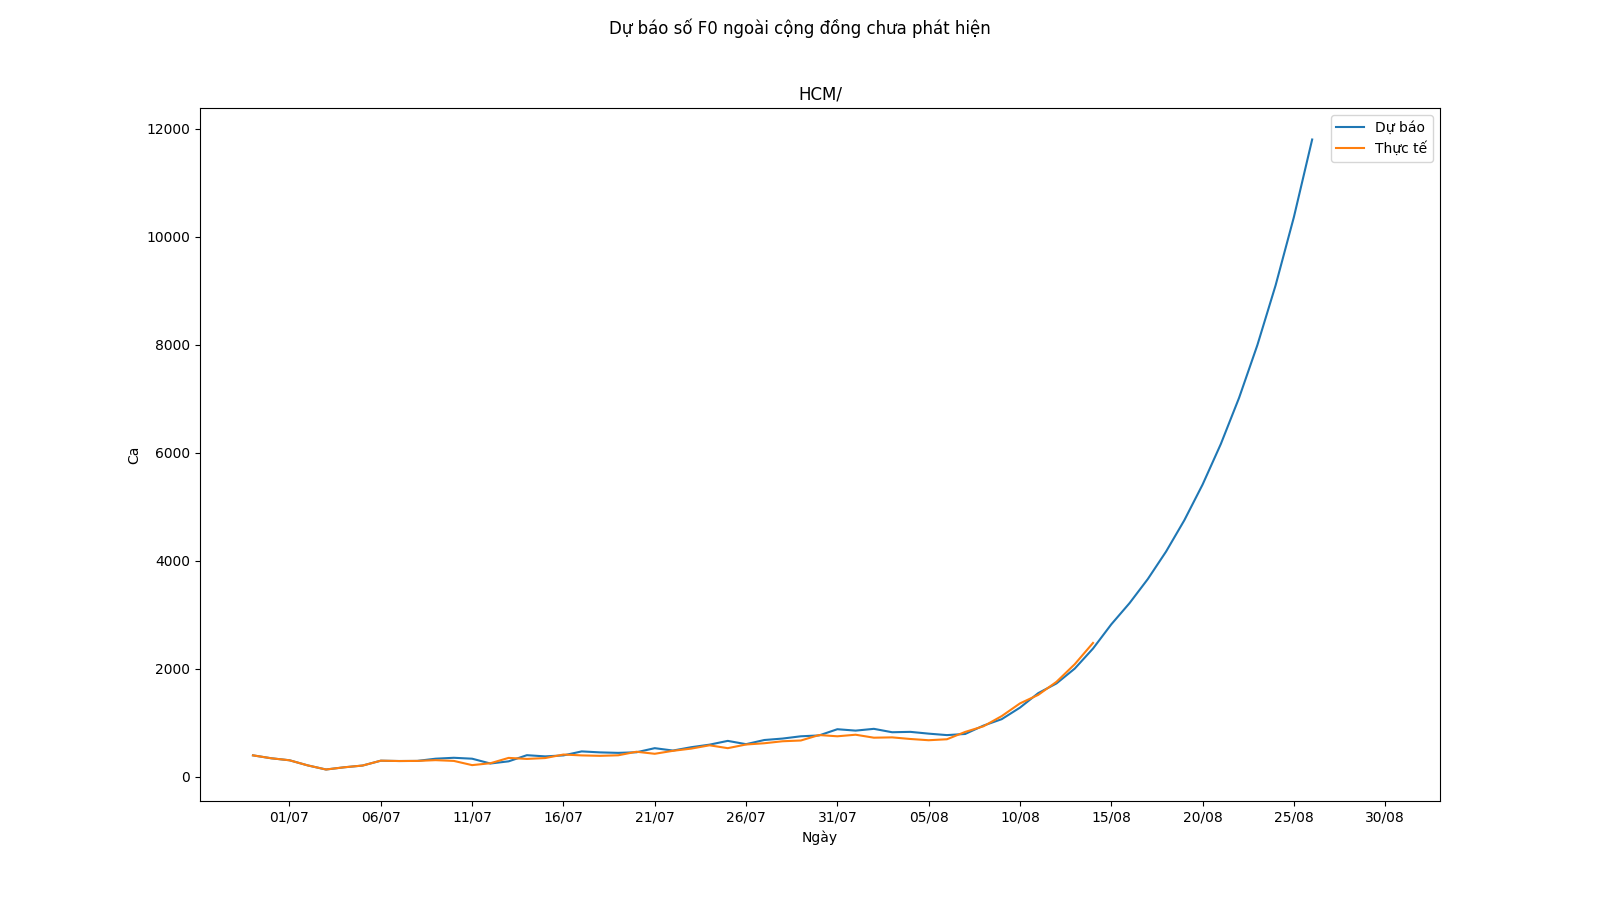 Dự báo số F0 ngoài cộng đồng chưa phát hiện
HCM/
Dự báo
Thực tế
12000
10000
8000
6000
4000
2000
0
Ca
01/07 06/07 11/07 16/07 21/07 26/07 31/07 05/08 10/08 15/08 20/08 25/08 30/08
Ngày